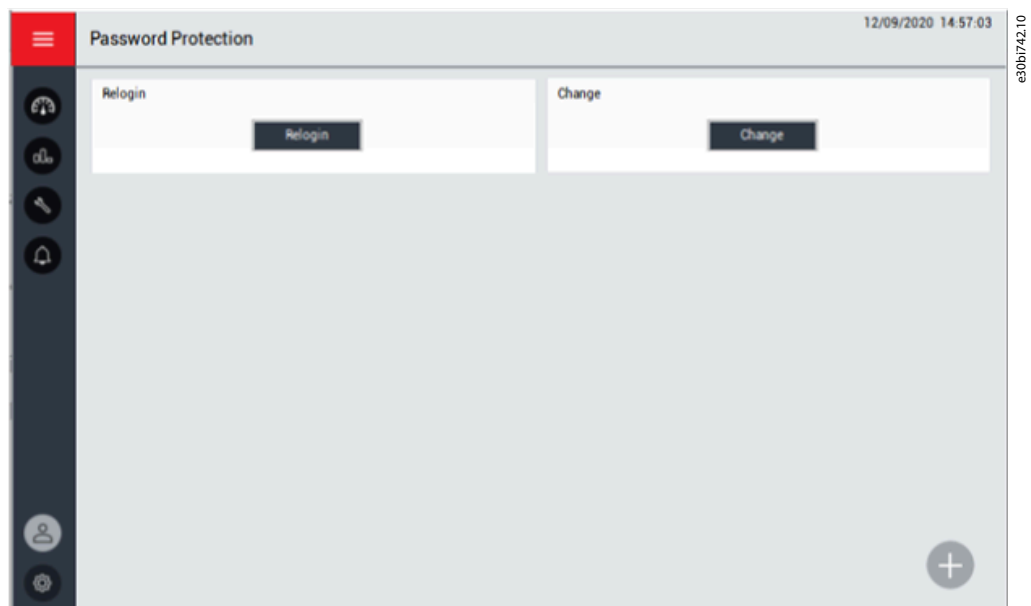 12/09/2020 14:57:03
Password Protection
Relogin
Change
Relogin
Change
e30bi742.10